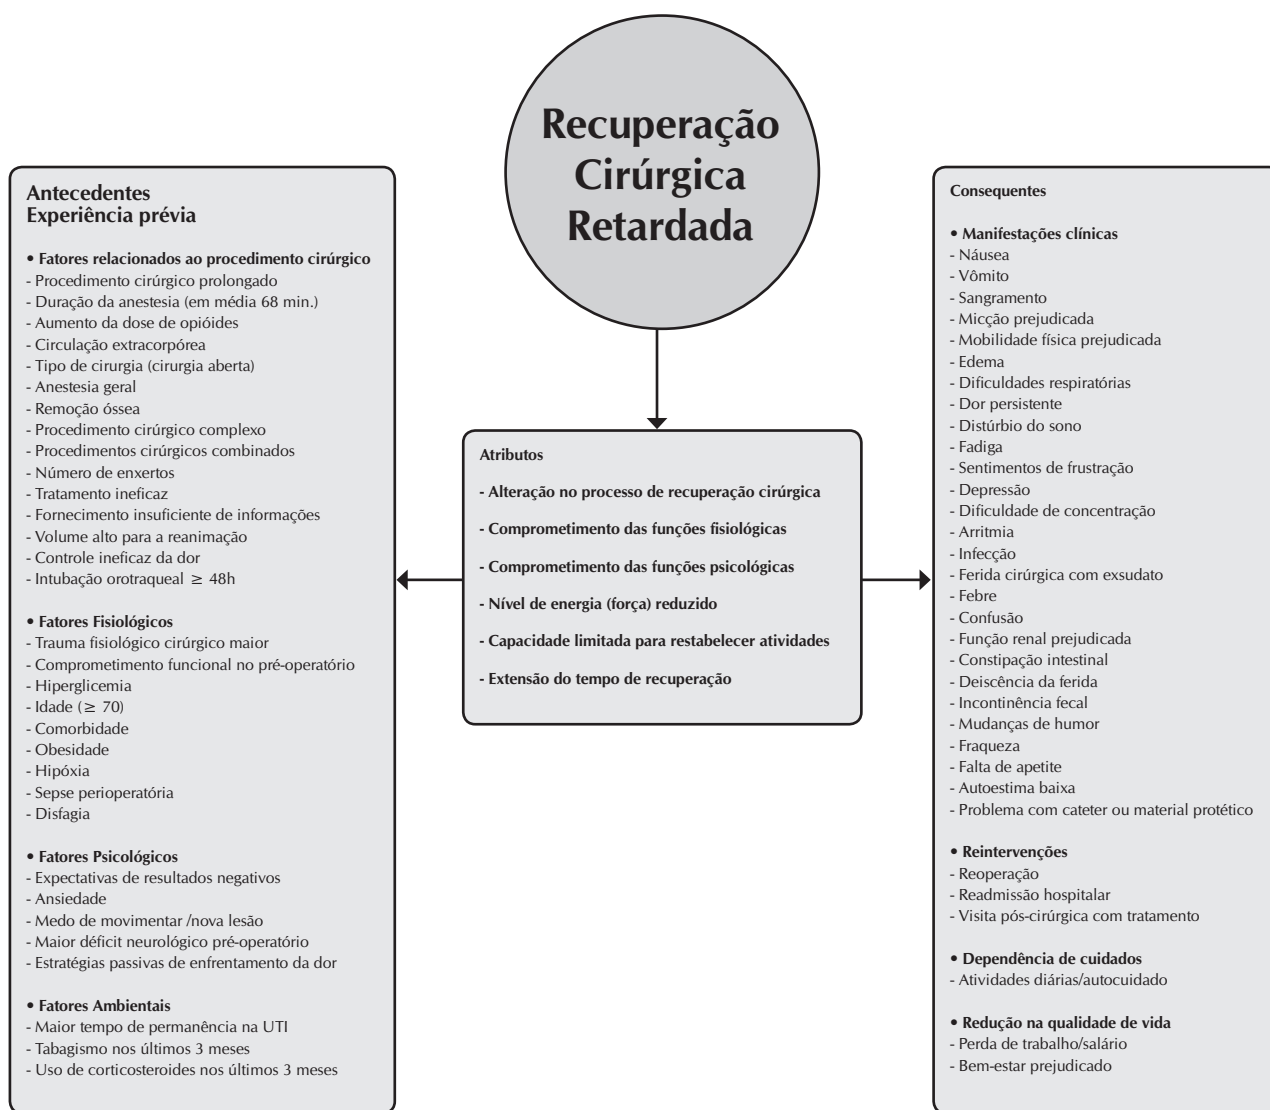 Recuperação
Cirúrgica
Retardada
Antecedentes
Experiência prévia
• Fatores relacionados ao procedimento cirúrgico
- Procedimento cirúrgico prolongado
- Duração da anestesia (em média 68 min.)
- Aumento da dose de opióides
- Circulação extracorpórea
- Tipo de cirurgia (cirurgia aberta)
- Anestesia geral
- Remoção óssea
- Procedimento cirúrgico complexo
- Procedimentos cirúrgicos combinados
- Número de enxertos
- Tratamento ineficaz
- Fornecimento insuficiente de informações
- Volume alto para a reanimação
- Controle ineficaz da dor
- Intubação orotraqueal ≥ 48h
• Fatores Fisiológicos
- Trauma fisiológico cirúrgico maior
- Comprometimento funcional no pré-operatório
- Hiperglicemia
- Idade (≥ 70)
- Comorbidade
- Obesidade
- Hipóxia
- Sepse perioperatória
- Disfagia
• Fatores Psicológicos
- Expectativas de resultados negativos
- Ansiedade
- Medo de movimentar /nova lesão
- Maior déficit neurológico pré-operatório
- Estratégias passivas de enfrentamento da dor
• Fatores Ambientais
- Maior tempo de permanência na UTI
- Tabagismo nos últimos 3 meses
- Uso de corticosteroides nos últimos 3 meses
Atributos
- Alteração no processo de recuperação cirúrgica
- Comprometimento das funções fisiológicas
- Comprometimento das funções psicológicas
- Nível de energia (força) reduzido
- Capacidade limitada para restabelecer atividades
- Extensão do tempo de recuperação
Consequentes
• Manifestações clínicas
- Náusea
- Vômito
- Sangramento
- Micção prejudicada
- Mobilidade física prejudicada
- Edema
- Dificuldades respiratórias
- Dor persistente
- Distúrbio do sono
- Fadiga
- Sentimentos de frustração
- Depressão
- Dificuldade de concentração
- Arritmia
- Infecção
- Ferida cirúrgica com exsudato
- Febre
- Confusão
- Função renal prejudicada
- Constipação intestinal
- Deiscência da ferida
- Incontinência fecal
- Mudanças de humor
- Fraqueza
- Falta de apetite
- Autoestima baixa
- Problema com cateter ou material protético
• Reintervenções
- Reoperação
- Readmissão hospitalar
- Visita pós-cirúrgica com tratamento
• Dependência de cuidados
- Atividades diárias/autocuidado
• Redução na qualidade de vida
- Perda de trabalho/salário
- Bem-estar prejudicado